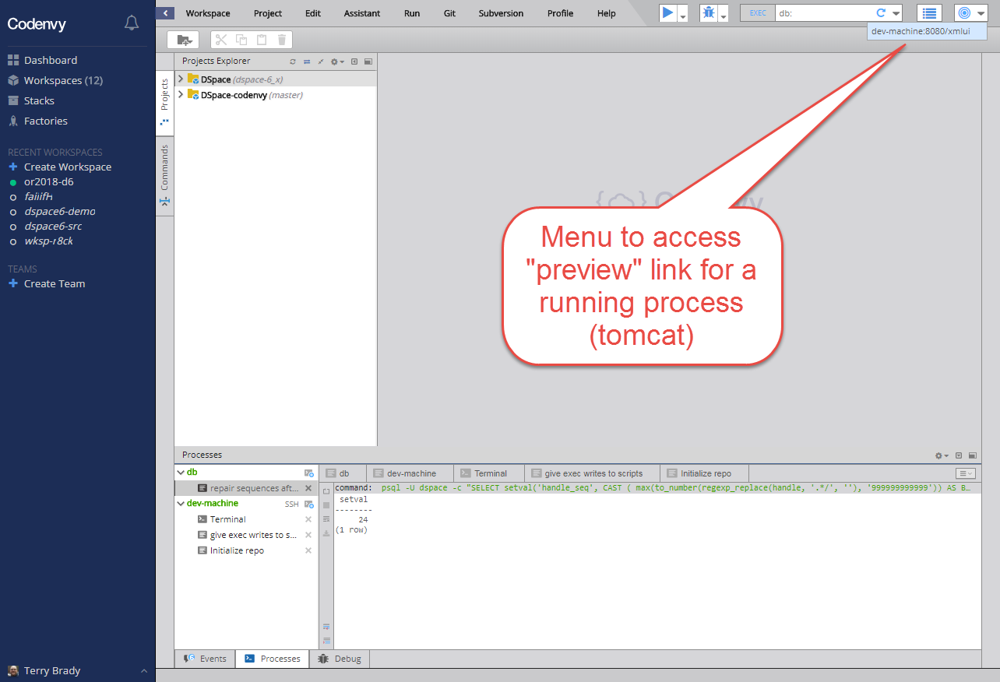 Codenvy
Workspace Project Edit Assistant Run Git Subversion Profile Help
EXEC db:
dev-machine:8080/xmlui
Dashboard
Workspaces (12)
Stacks
Factories
RECENT WORKSPACES
Create Workspace
or2018-d6
faiiifH
dspace6-demo
dspace6-src
wksp-r8ck
TEAMS
Create Team
Terry Brady
Projects
Commands
Projects Explorer
DSpace (dspace-6_x)
DSpace-codenvy (master)
Menu to access
"preview" link for a
running process
(tomcat)
Processes
db
repair sequences aft...
dev-machine SSH
Terminal
give exec writes to s...
Initialize repo
db dev-machine Terminal give exec writes to scripts Initialize repo
command: psql -U dspace -c "SELECT setval('handle_seq', CAST ( max(to_number(regexp_replace(handle, '.*/', ''), '999999999999')) AS B…
setval
--------
24
(1 row)
6 Events Processes Debug